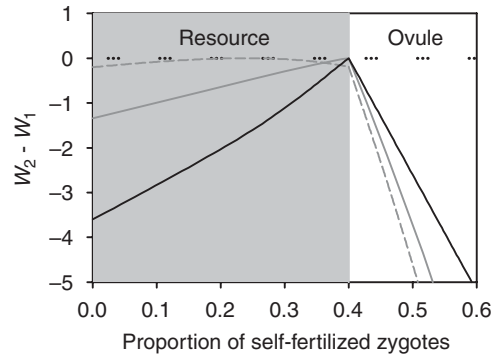 1
Resource
Ovule
0
−1
−2
−3
−4
−5
W2 - W1
0.0 0.1 0.2 0.3 0.4 0.5 0.6
Proportion of self-fertilized zygotes